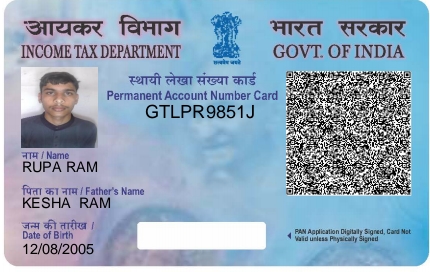 आयकर विभाग
INCOME TAX DEPARTMENT
भारत सरकार
GOVT. OF INDIA
सत्यमेव जयते
स्थायी लेखा संख्या कार्ड
Permanent Account Number Card
GTLPR9851J
नाम / Name
RUPA RAM
पिता का नाम / Father's Name
KESHA RAM
जन्म की तारीख /
Date of Birth
12/08/2005
PAN Application Digitally Signed, Card Not
Valid unless Physically Signed